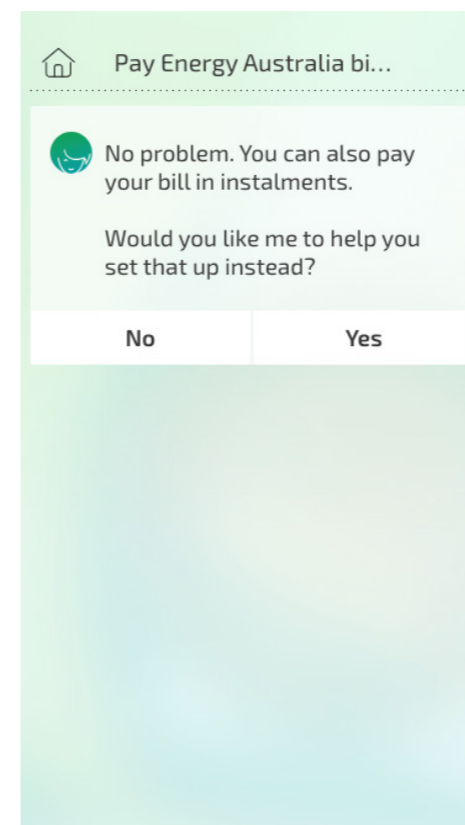 Pay Energy Australia bi...
No problem. You can also pay
your bill in instalments.
Would you like me to help you
set that up instead?
No Yes